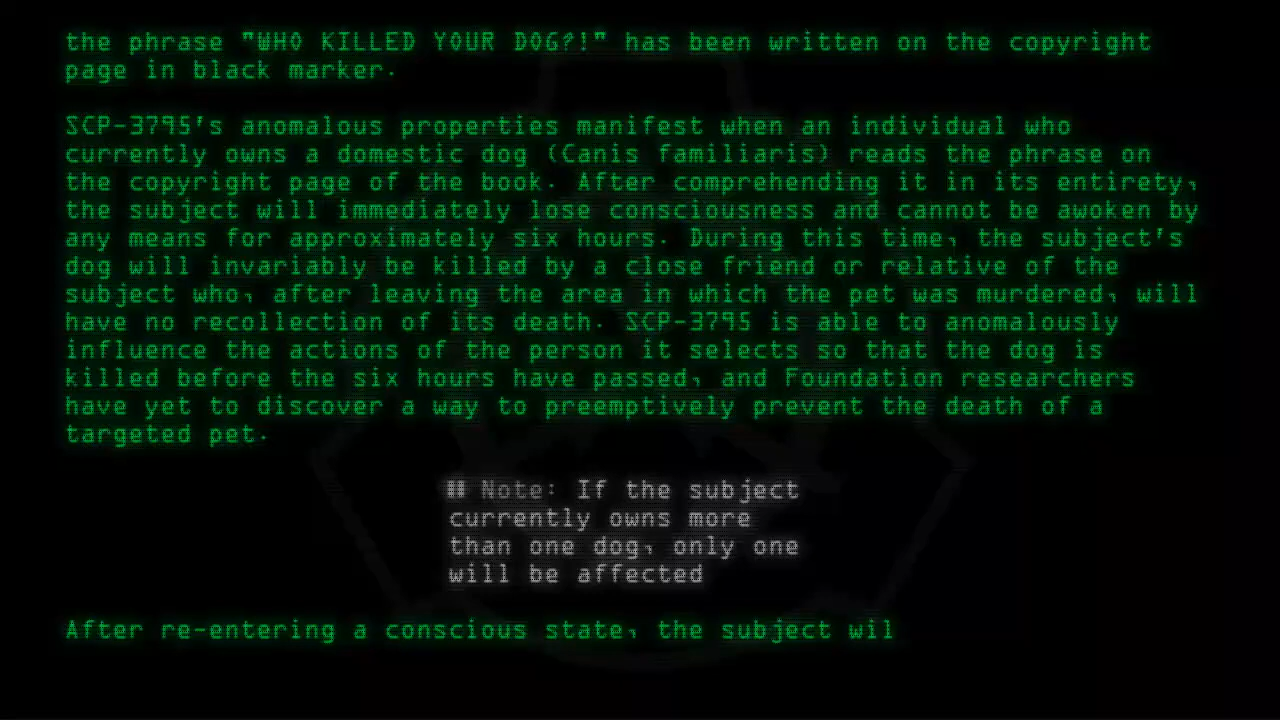 the phrase "WHO KILLED YOUR DOG?!" has been written on the copyright
page in black marker.
SCP-3795's anomalous properties manifest when an individual who
currently owns a domestic dog (Canis familiaris) reads the phrase on
the copyright page of the book. After comprehending it in its entirety,
the subject will immediately lose consciousness and cannot be awoken by
any means for approximately six hours. During this time, the subject's
dog will invariably be killed by a close friend or relative of the
subject who, after leaving the area in which the pet was murdered, will
have no recollection of its death. SCP-3795 is able to anomalously
influence the actions of the person it selects so that the dog is
killed before the six hours have passed, and Foundation researchers
have yet to discover a way to preemptively prevent the death of a
targeted pet.
⌗ Note: If the subject
currently owns more
than one dog, only one
will be affected
After re-entering a conscious state, the subject wil